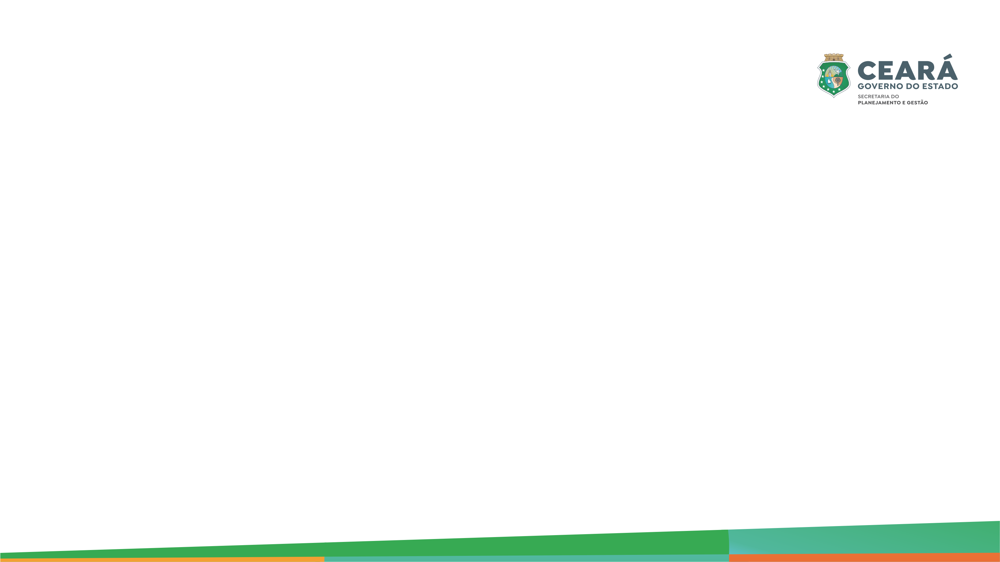 CEARÁ
GOVERNO DO ESTADO
SECRETARIA DO
PLANEJAMENTO E GESTÃO